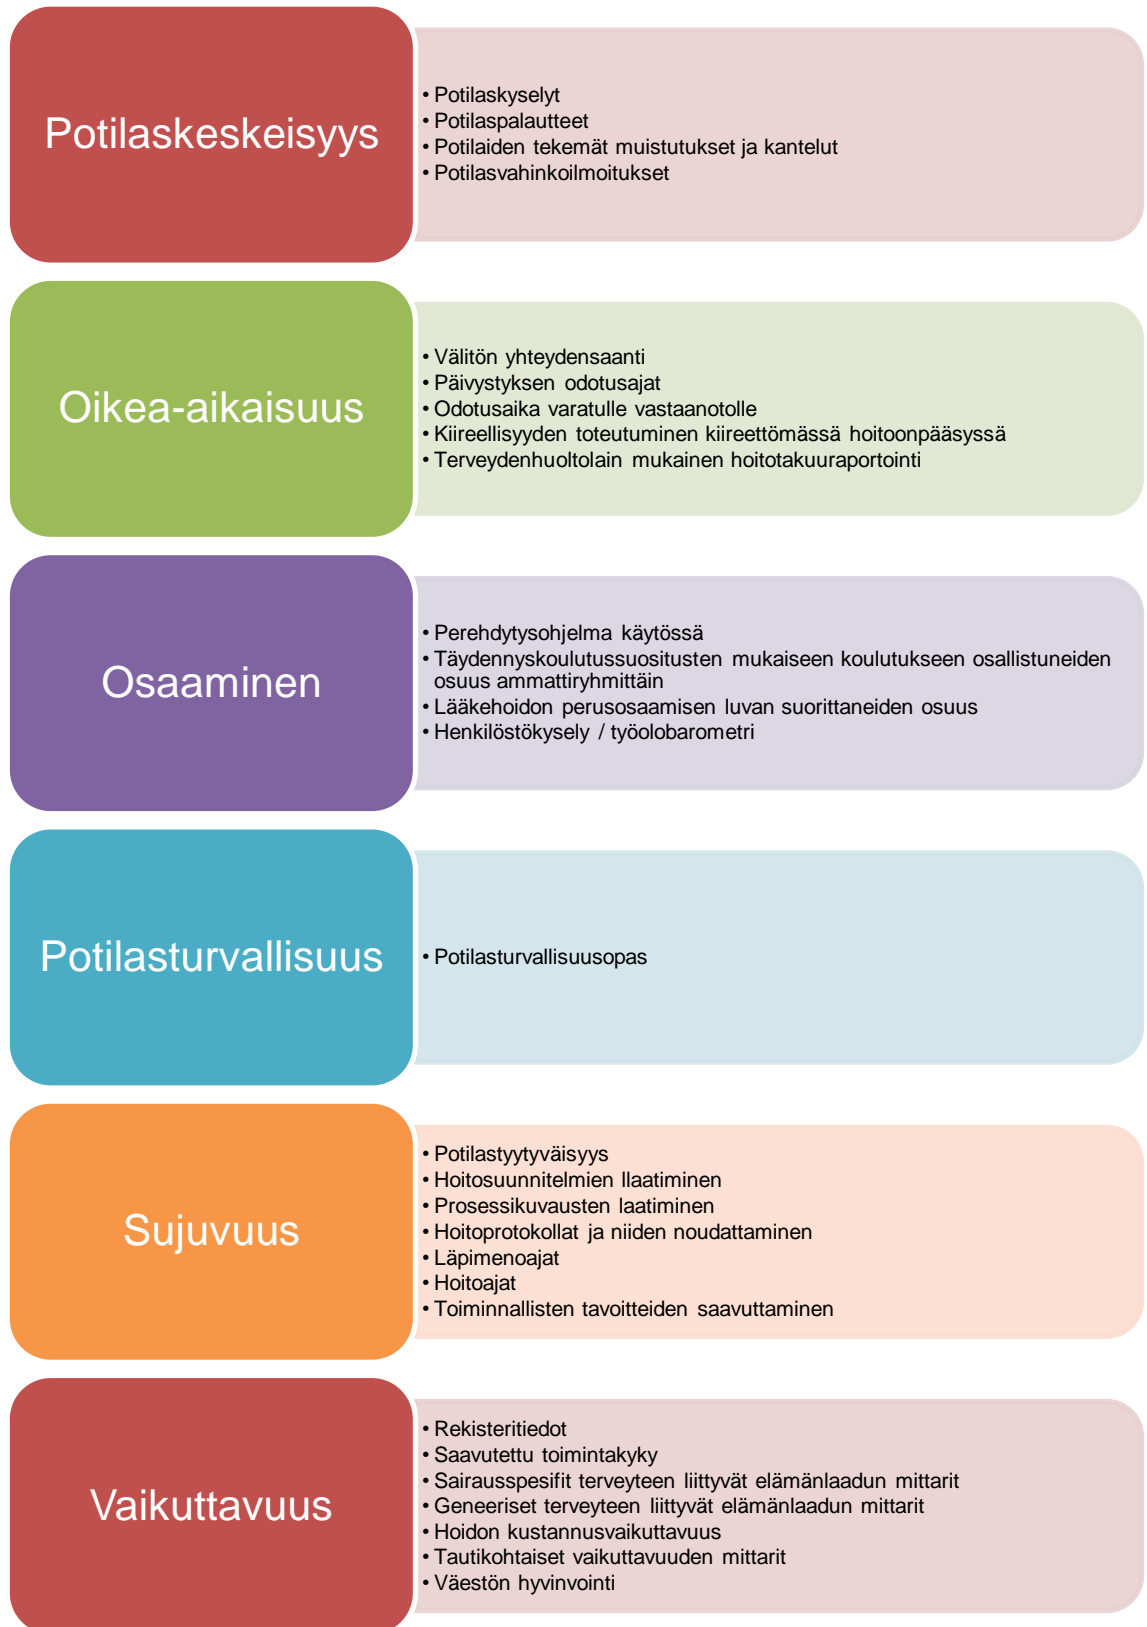 Potilaskeskeisyys
• Potilaskyselyt
• Potilaspalautteet
• Potilaiden tekemät muistutukset ja kantelut
• Potilasvahinkoilmoitukset
Oikea-aikaisuus
• Välitön yhteydensaanti
• Päivystyksen odotusajat
• Odotusaika varatulle vastaanotolle
• Kiireellisyyden toteutuminen kiireettömässä hoitoonpääsyssä
• Terveydenhuoltolain mukainen hoitotakuuraportointi
Osaaminen
• Perehdytysohjelma käytössä
• Täydennyskoulutussuositusten mukaiseen koulutukseen osallistuneiden
osuus ammattiryhmittäin
• Lääkehoidon perusosaamisen luvan suorittaneiden osuus
• Henkilöstökysely / työolobarometri
Potilasturvallisuus
• Potilasturvallisuusopas
Sujuvuus
• Potilastyytyväisyys
• Hoitosuunnitelmien llaatiminen
• Prosessikuvausten laatiminen
• Hoitoprotokollat ja niiden noudattaminen
• Läpimenoajat
• Hoitoajat
• Toiminnallisten tavoitteiden saavuttaminen
Vaikuttavuus
• Rekisteritiedot
• Saavutettu toimintakyky
• Sairausspesifit terveyteen liittyvät elämänlaadun mittarit
• Geneeriset terveyteen liittyvät elämänlaadun mittarit
• Hoidon kustannusvaikuttavuus
• Tautikohtaiset vaikuttavuuden mittarit
• Väestön hyvinvointi